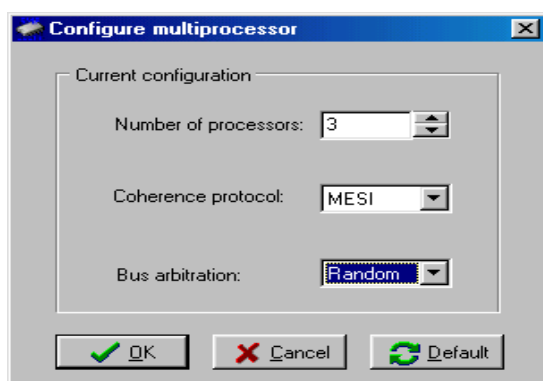 Configure multiprocessor
Current configuration
Number of processors: 3
Coherence protocol: MESI
Bus arbitration: Random
OK Cancel Default